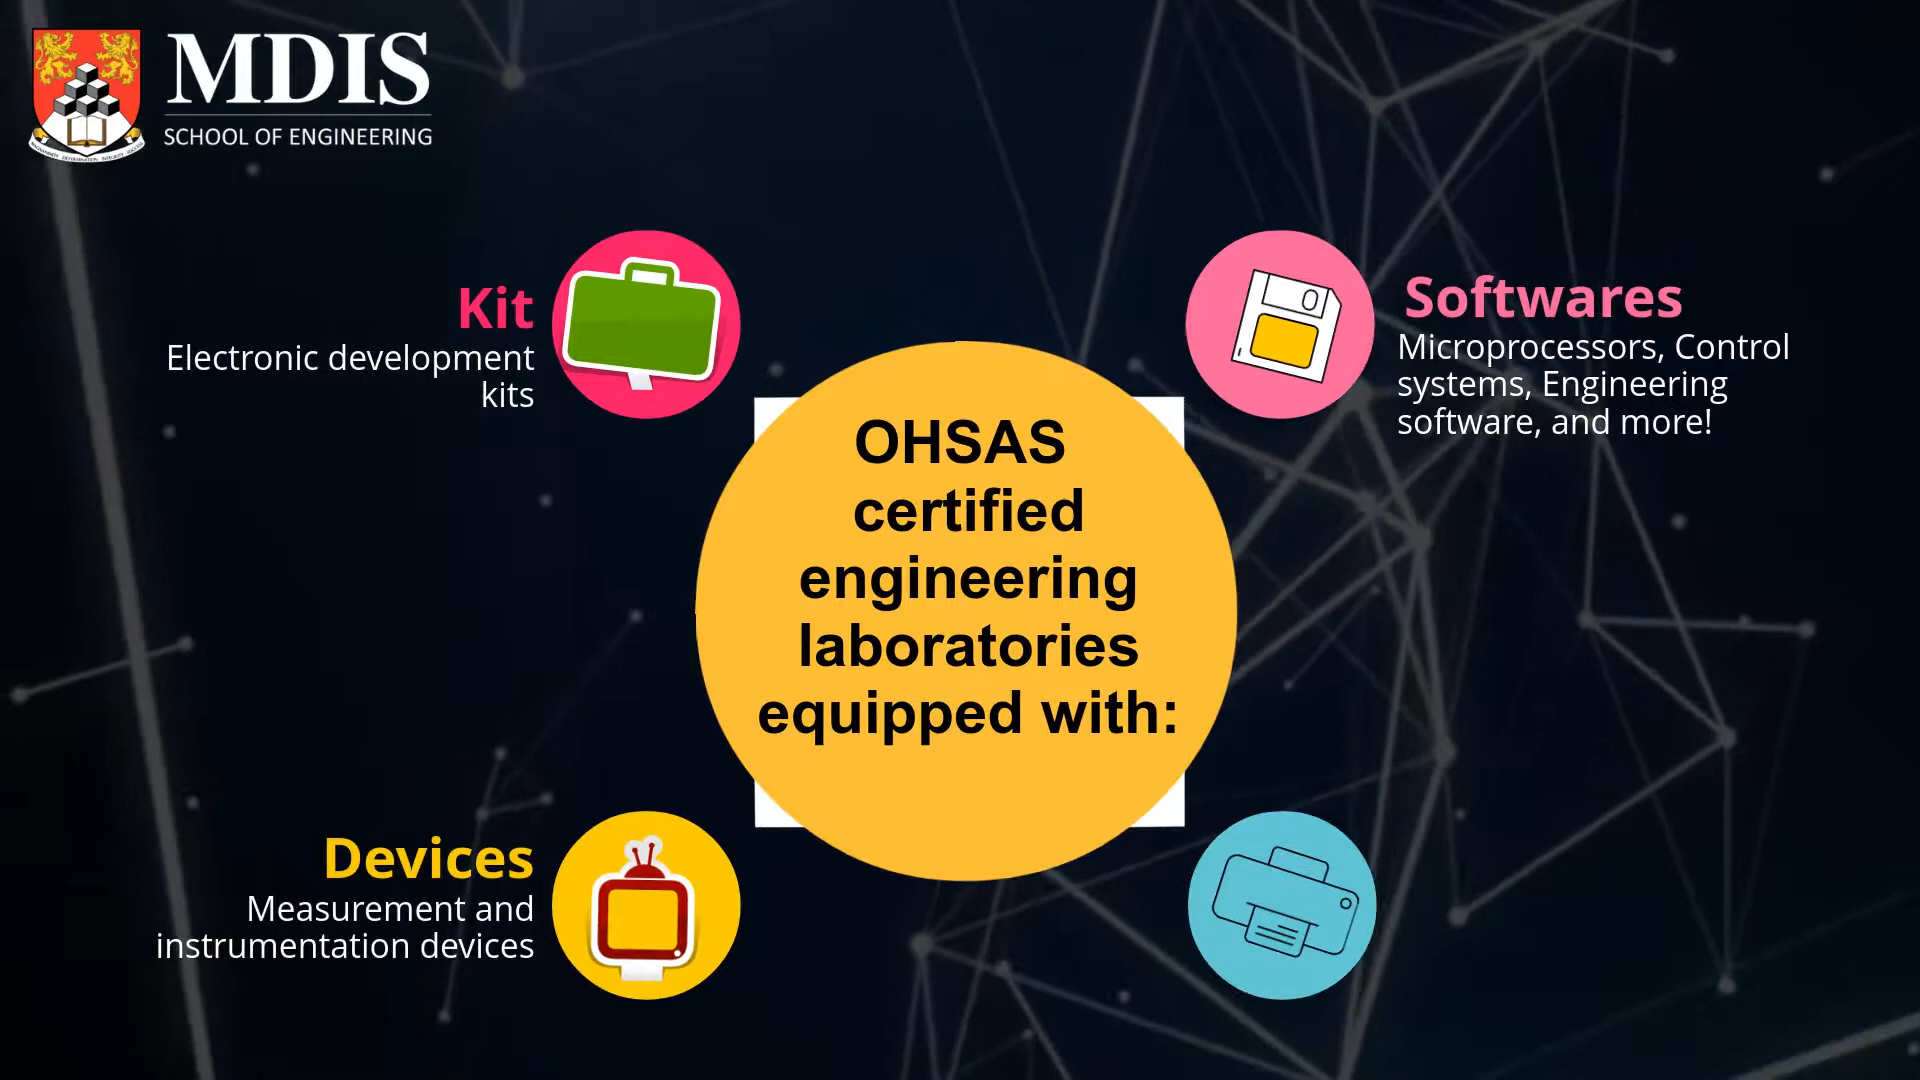 MDIS
SCHOOL OF ENGINEERING
Kit
Electronic development
kits
Softwares
Microprocessors, Control
systems, Engineering
software, and more!
OHSAS
certified
engineering
laboratories
equipped with:
Devices
Measurement and
instrumentation devices